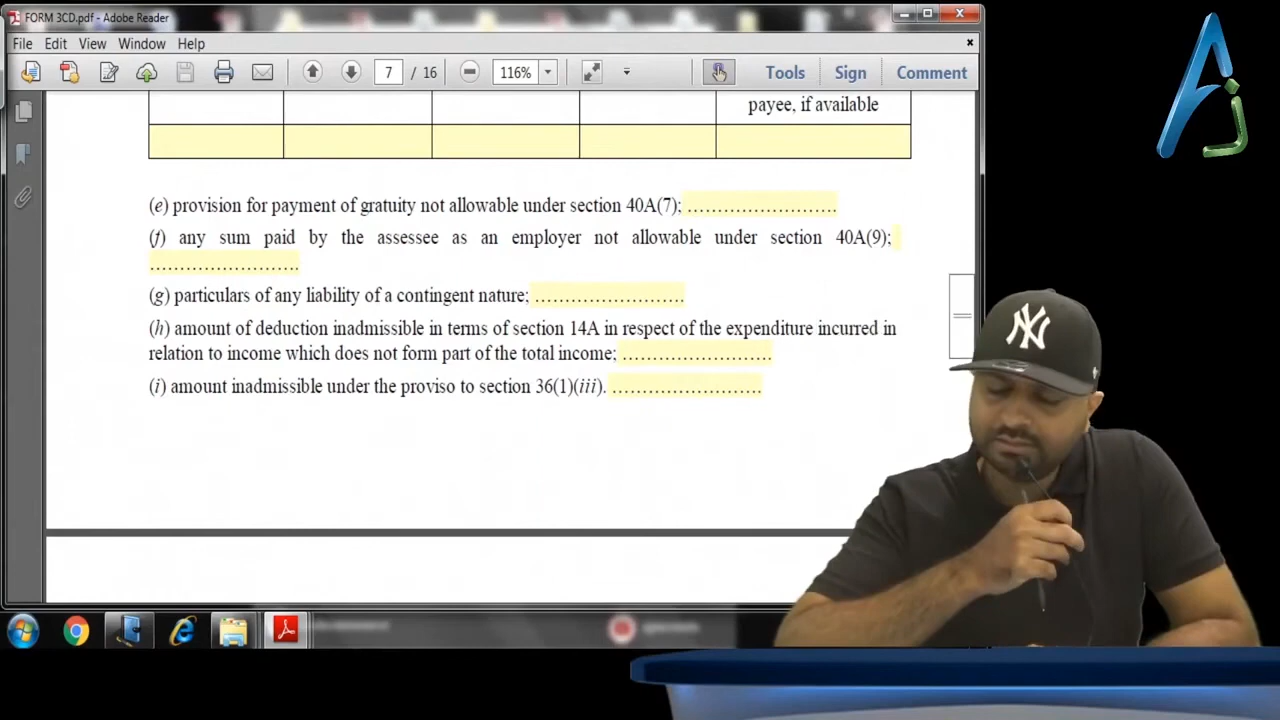 FORM 3CD.pdf - Adobe Reader
File Edit View Window Help
7 / 16 116% Tools Sign Comment
payee, if available
(e) provision for payment of gratuity not allowable under section 40A(7); …………………….
(f) any sum paid by the assessee as an employer not allowable under section 40A(9);
…………………….
(g) particulars of any liability of a contingent nature; …………………….
(h) amount of deduction inadmissible in terms of section 14A in respect of the expenditure incurred in
relation to income which does not form part of the total income; …………………….
(i) amount inadmissible under the proviso to section 36(1)(iii). …………………….
NY
AJ